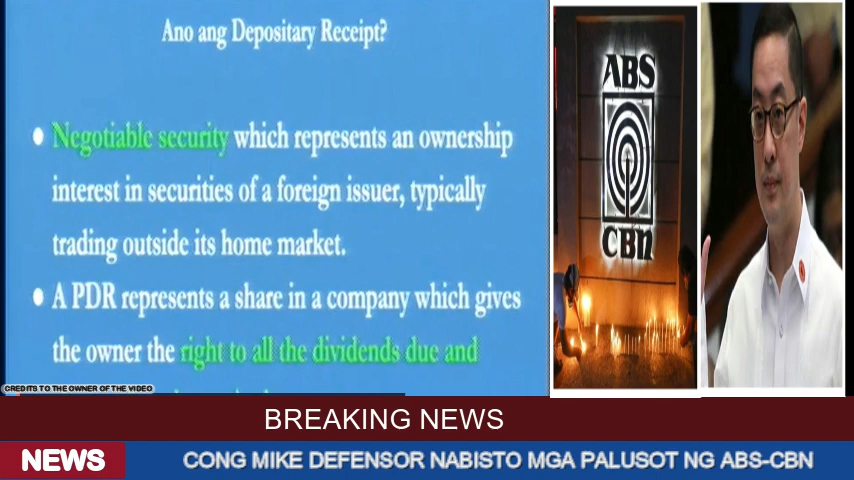 Ano ang Depositary Receipt?
• Negotiable security which represents an ownership
interest in securities of a foreign issuer, typically
trading outside its home market.
• A PDR represents a share in a company which gives
the owner the right to all the dividends due and
ABS
CBN
CREDITS TO THE OWNER OF THE VIDEO
BREAKING NEWS
NEWS
CONG MIKE DEFENSOR NABISTO MGA PALUSOT NG ABS-CBN